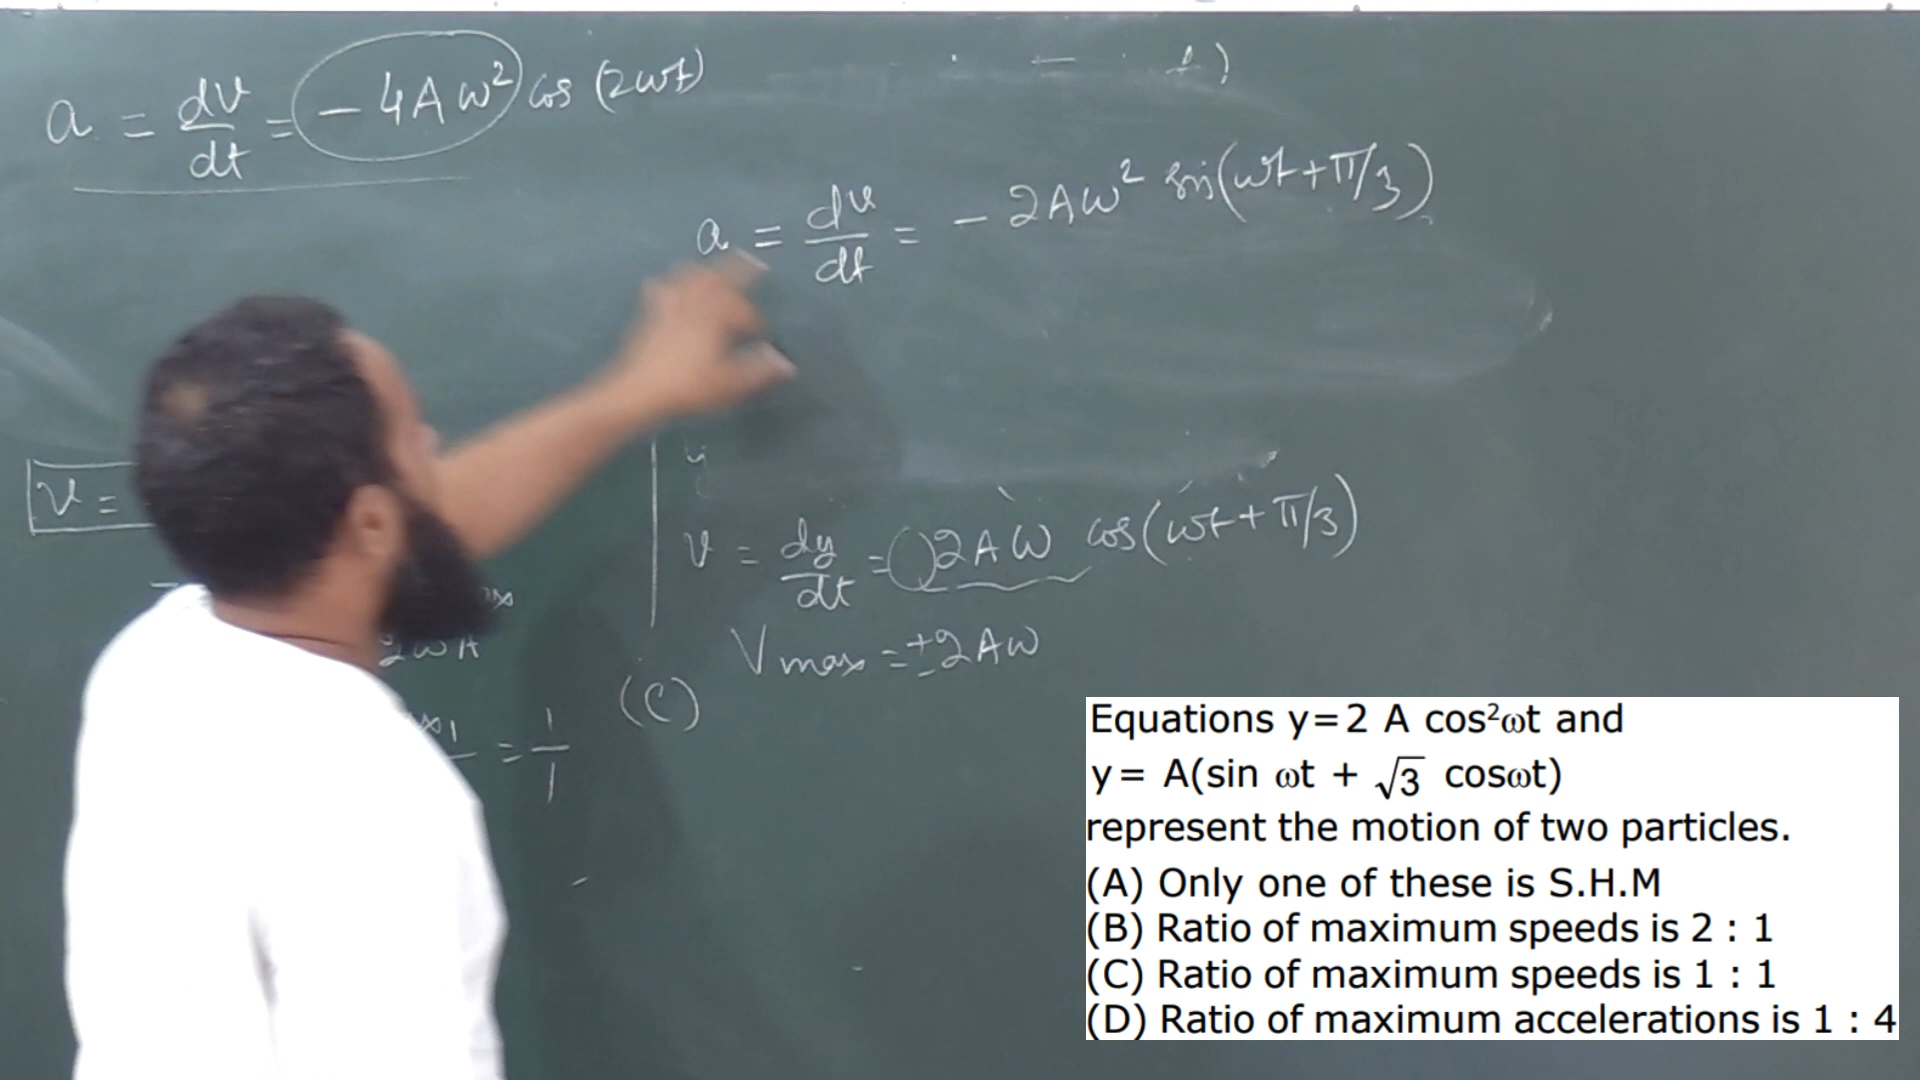 a = dv/dt = - 4Aω² cos (2ωt)
a = dv/dt = - 2Aω² sin(ωt + π/3)
v =
y
v = dy/dt = 2Aω cos(ωt + π/3)
2ωA
Vmax = ±2Aω
= 1/1
(C)
Equations y=2 A cos²ωt and
y= A(sin ωt + √3 cosωt)
represent the motion of two particles.
(A) Only one of these is S.H.M
(B) Ratio of maximum speeds is 2 : 1
(C) Ratio of maximum speeds is 1 : 1
(D) Ratio of maximum accelerations is 1 : 4